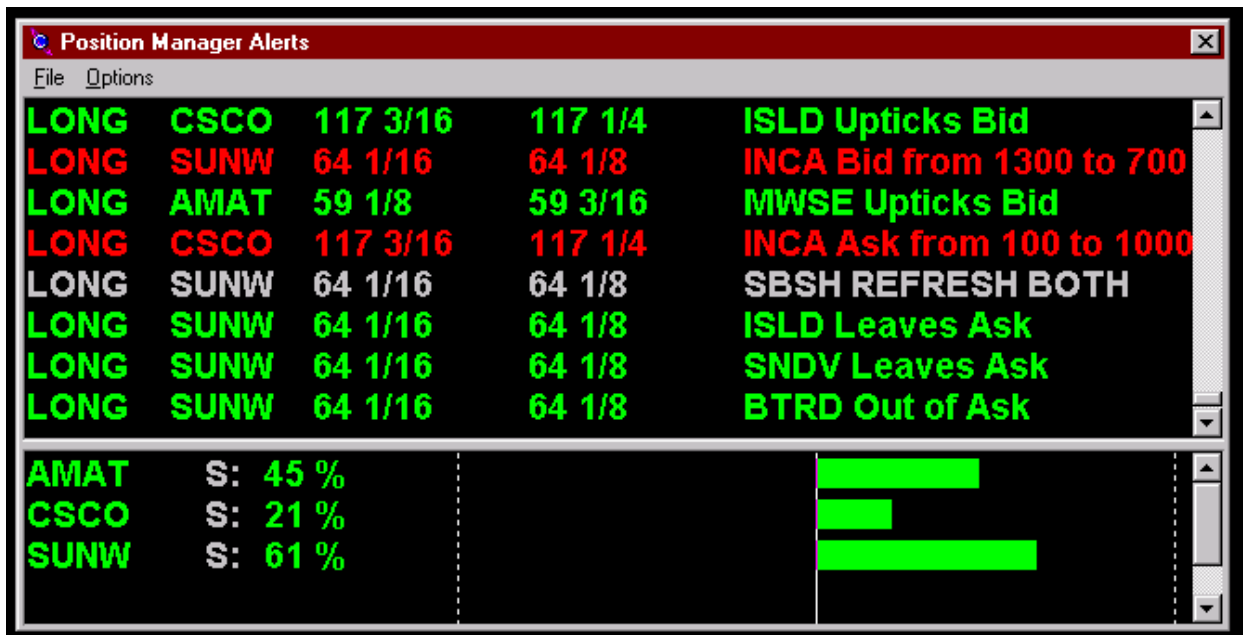 Position Manager Alerts
File Options
LONG CSCO 117 3/16 117 1/4 ISLD Upticks Bid
LONG SUNW 64 1/16 64 1/8 INCA Bid from 1300 to 700
LONG AMAT 59 1/8 59 3/16 MWSE Upticks Bid
LONG CSCO 117 3/16 117 1/4 INCA Ask from 100 to 1000
LONG SUNW 64 1/16 64 1/8 SBSH REFRESH BOTH
LONG SUNW 64 1/16 64 1/8 ISLD Leaves Ask
LONG SUNW 64 1/16 64 1/8 SNDV Leaves Ask
LONG SUNW 64 1/16 64 1/8 BTRD Out of Ask
AMAT S: 45 %
CSCO S: 21 %
SUNW S: 61 %